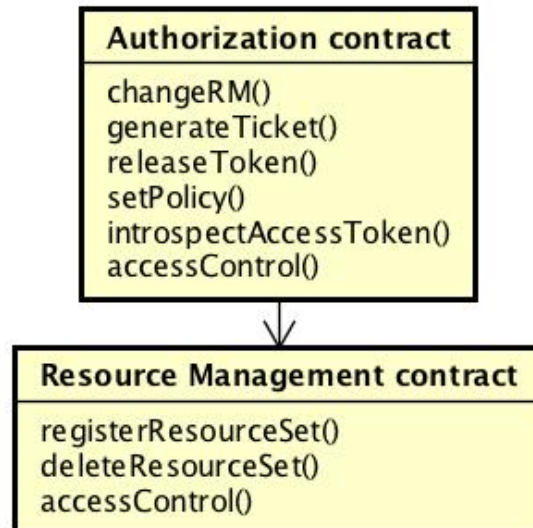 Authorization contract
changeRM()
generateTicket()
releaseToken()
setPolicy()
introspectAccessToken()
accessControl()
Resource Management contract
registerResourceSet()
deleteResourceSet()
accessControl()